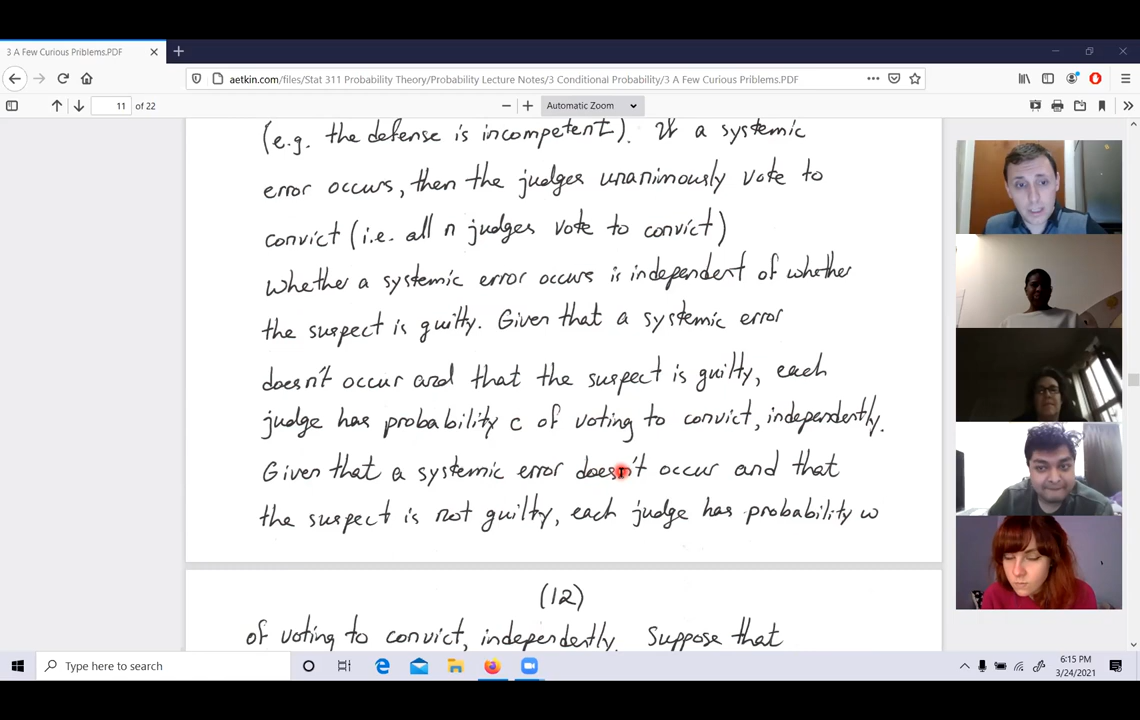 3 A Few Curious Priblems.PDF
aetkin.com/files/Stat 311 Probability Theory/Probability Lecture Notes/3 Conditional Probability/3 A Few Curious Priblems.PDF
11 of 22
Automatic Zoom
(e.g. the defense is incompetent). If a systemic
error occurs, then the judges unanimously vote to
convict (i.e. all n judges vote to convict)
Whether a systemic error occurs is independent of whether
the suspect is guilty. Given that a systemic error
doesn't occur and that the suspect is guilty, each
judge has probability c of voting to convict, independently.
Given that a systemic error doesn't occur and that
the suspect is not guilty, each judge has probability w
(12)
of voting to convict, independently. Suppose that
Type here to search
6:15 PM
3/24/2021